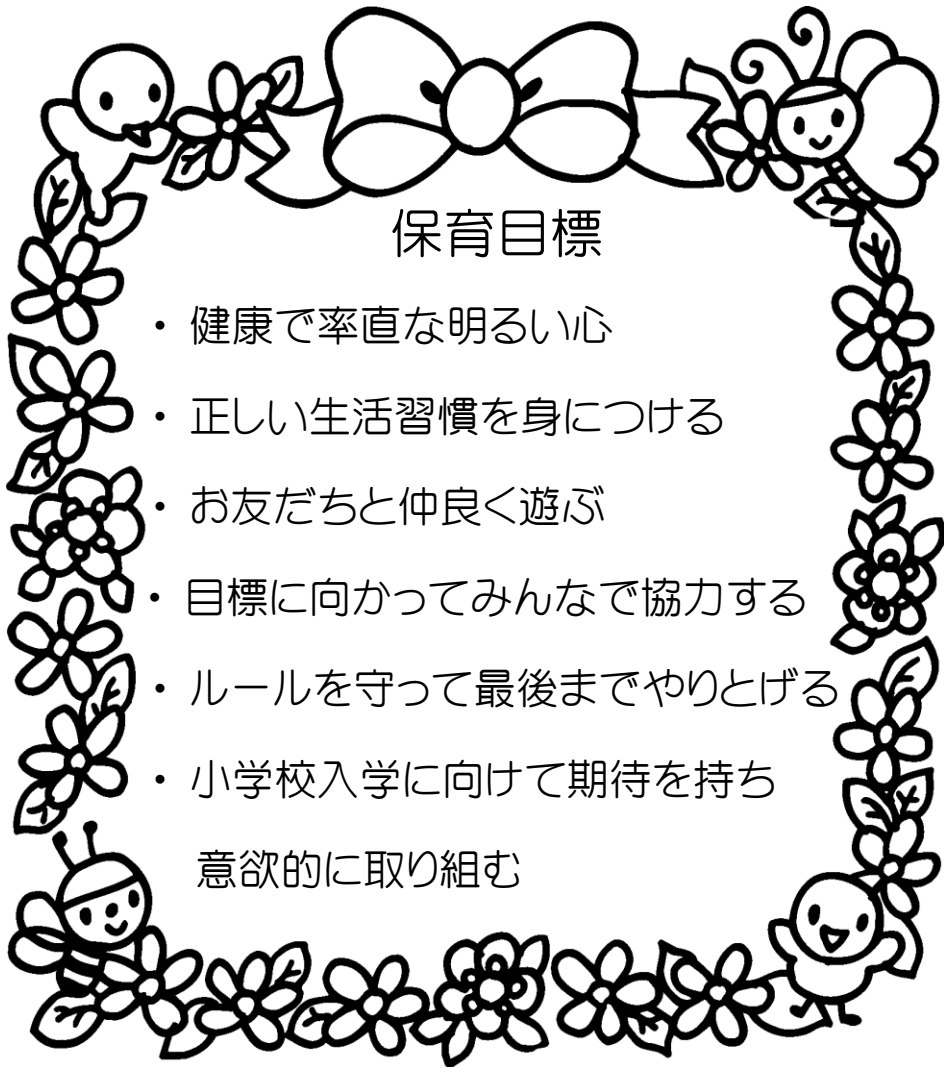 保育目標
・ 健康で率直な明るい心
・ 正しい生活習慣を身につける
・ お友だちと仲良く遊ぶ
・ 目標に向かってみんなで協力する
・ ルールを守って最後までやりとげる
・ 小学校入学に向けて期待を持ち
意欲的に取り組む